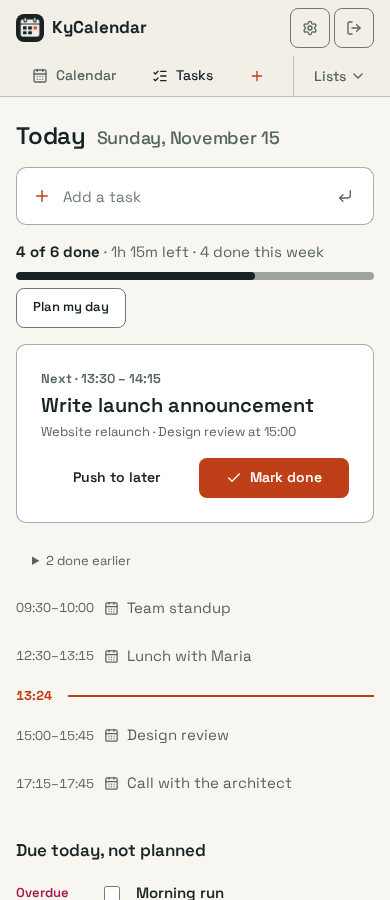 KyCalendar
Calendar
Tasks
Lists
Today Sunday, November 15
Add a task
4 of 6 done · 1h 15m left · 4 done this week
Plan my day
Next · 13:30 – 14:15
Write launch announcement
Website relaunch · Design review at 15:00
Push to later
Mark done
2 done earlier
09:30–10:00 Team standup
12:30–13:15 Lunch with Maria
13:24
15:00–15:45 Design review
17:15–17:45 Call with the architect
Due today, not planned
Overdue Morning run